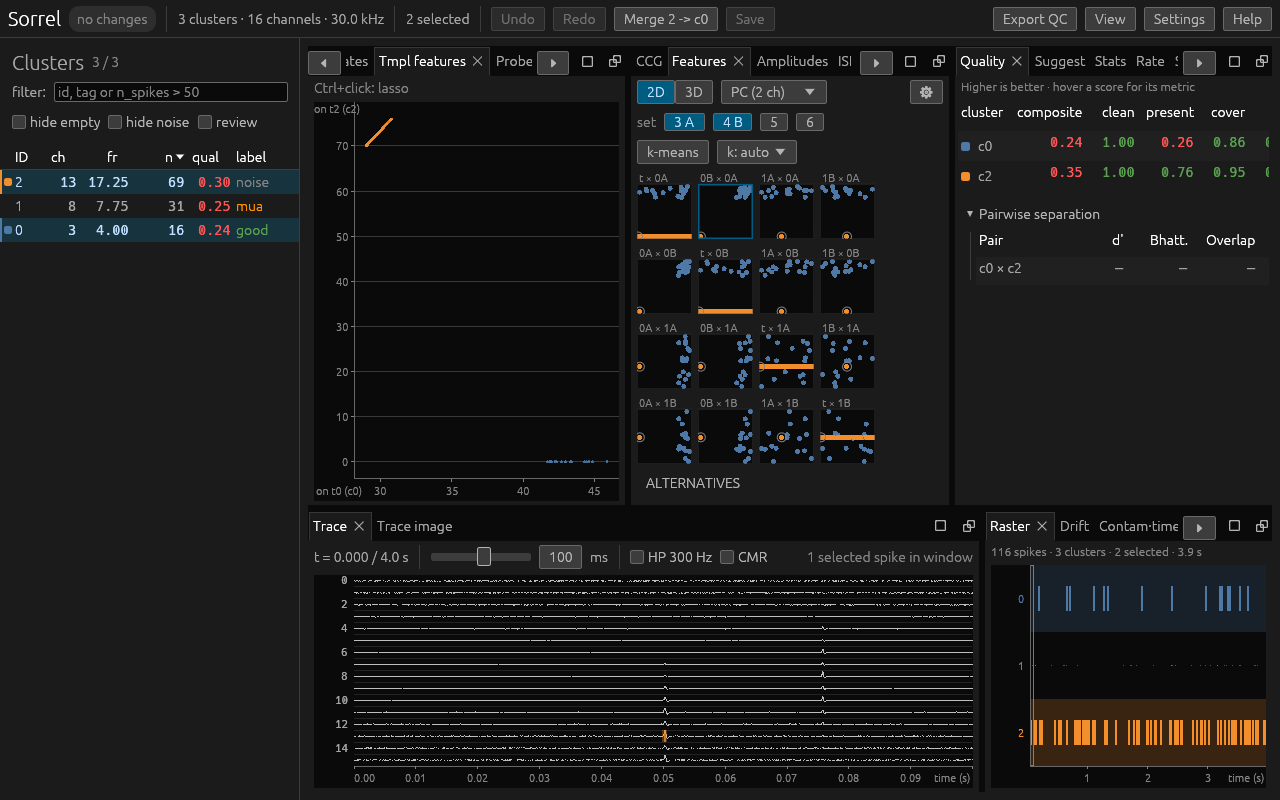 Sorrel no changes 3 clusters · 16 channels · 30.0 kHz 2 selected Undo Redo Merge 2 -> c0 Save Export QC View Settings Help
Clusters 3 / 3
filter: id, tag or n_spikes > 50
hide empty hide noise review
ID ch fr n qual label
2 13 17.25 69 0.30 noise
1 8 7.75 31 0.25 mua
0 3 4.00 16 0.24 good
ates Tmpl features Probe
Ctrl+click: lasso
on t2 (c2)
70
60
50
40
30
20
10
0
on t0 (c0) 30 35 40 45
CCG Features Amplitudes ISI
2D 3D PC (2 ch)
set 3 A 4 B 5 6
k-means k: auto
t × 0A 0B × 0A 1A × 0A 1B × 0A
0A × 0B t × 0B 1A × 0B 1B × 0B
0A × 1A 0B × 1A t × 1A 1B × 1A
0A × 1B 0B × 1B 1A × 1B t × 1B
ALTERNATIVES
Quality Suggest Stats Rate
Higher is better · hover a score for its metric
cluster composite clean present cover
c0 0.24 1.00 0.26 0.86
c2 0.35 1.00 0.76 0.95
Pairwise separation
Pair d' Bhatt. Overlap
c0 × c2 — — —
Trace Trace image
t = 0.000 / 4.0 s 100 ms HP 300 Hz CMR 1 selected spike in window
0
2
4
6
8
10
12
14
0.00 0.01 0.02 0.03 0.04 0.05 0.06 0.07 0.08 0.09 time (s)
Raster Drift Contam·time
116 spikes · 3 clusters · 2 selected · 3.9 s
0
1
2
1 2 3 time (s)